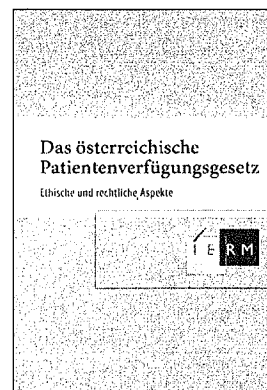 Das österreichische
Patientenverfügungsgesetz
Ethische und rechtliche Aspekte
IERM